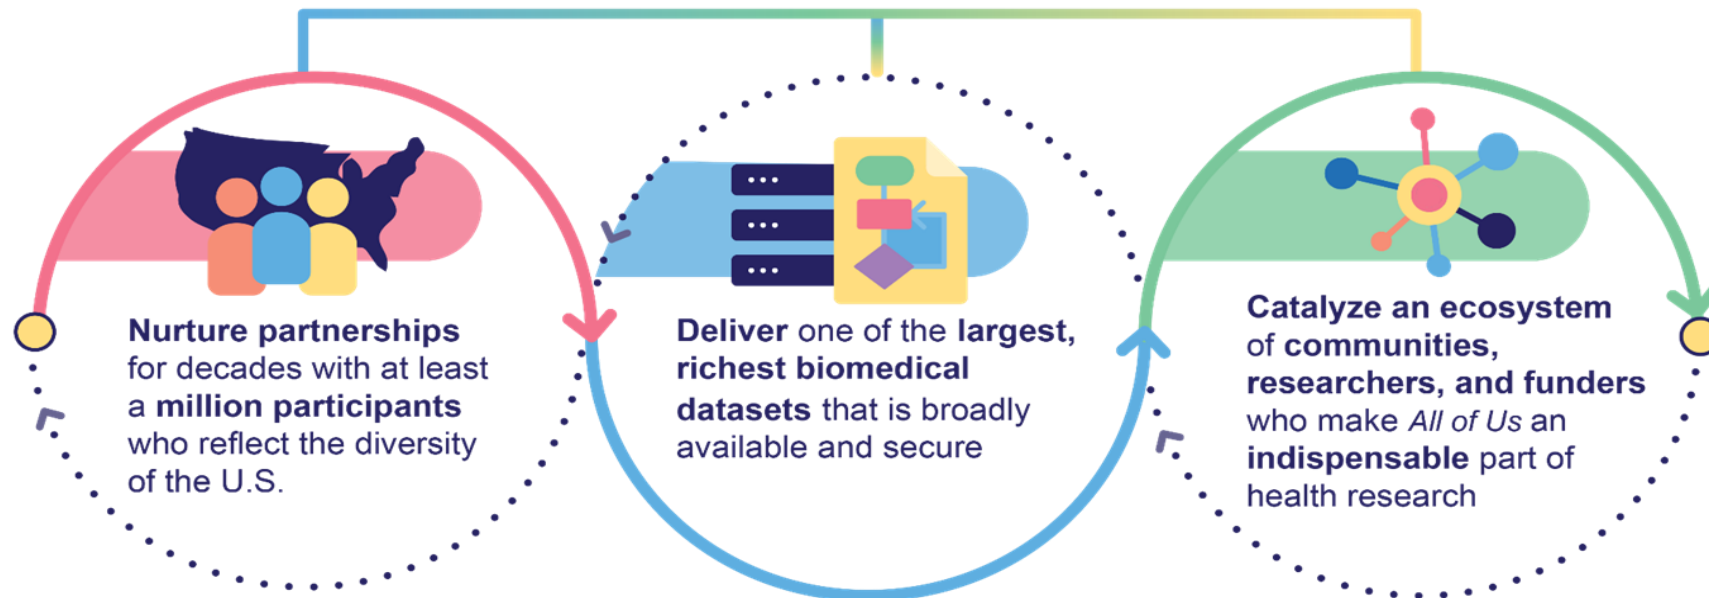 Nurture partnerships
for decades with at least
a million participants
who reflect the diversity
of the U.S.
Deliver one of the largest,
richest biomedical
datasets that is broadly
available and secure
Catalyze an ecosystem
of communities,
researchers, and funders
who make All of Us an
indispensable part of
health research